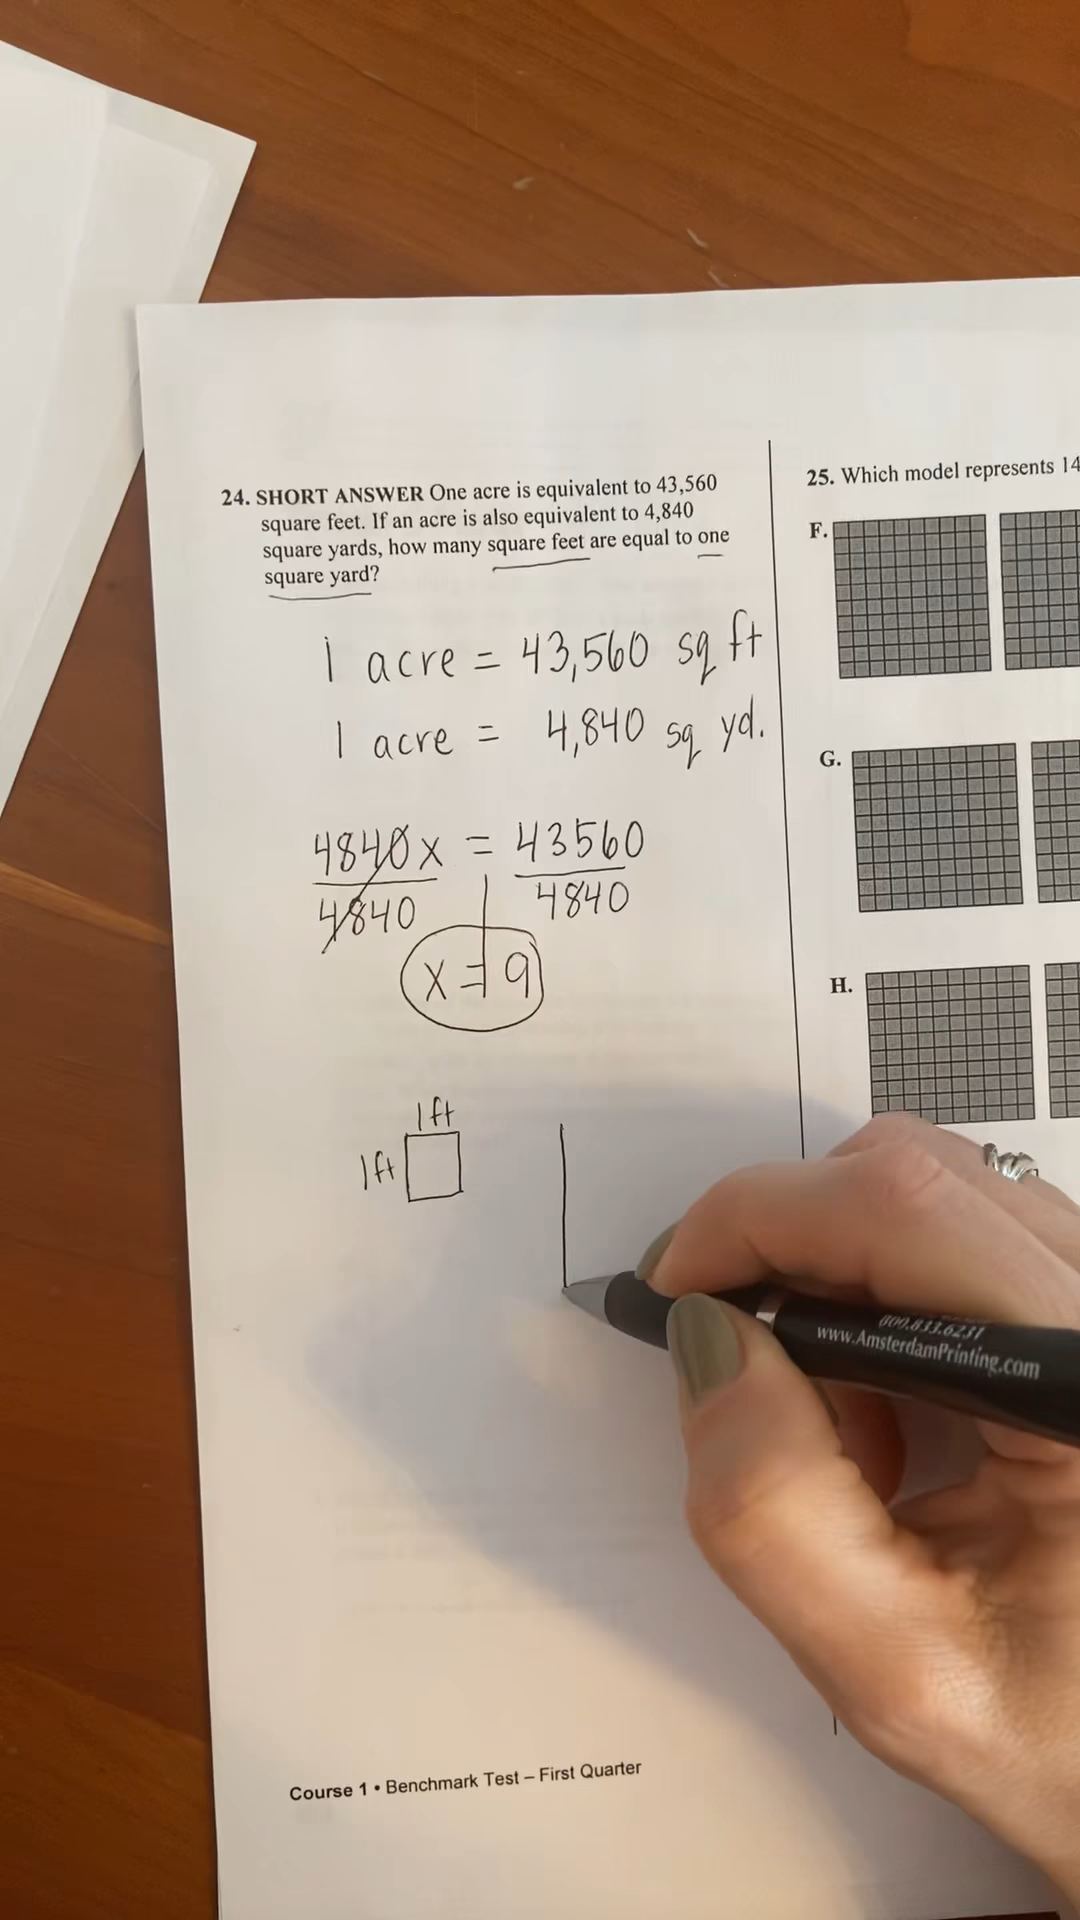 24. SHORT ANSWER One acre is equivalent to 43,560
square feet. If an acre is also equivalent to 4,840
square yards, how many square feet are equal to one
square yard?
1 acre = 43,560 sq ft
1 acre = 4,840 sq yd.
4840x = 43560
4840 4840
x = 9
1ft
1ft
Course 1 • Benchmark Test – First Quarter
25. Which model represents 14
F.
G.
H.
800.833.6231
www.AmsterdamPrinting.com